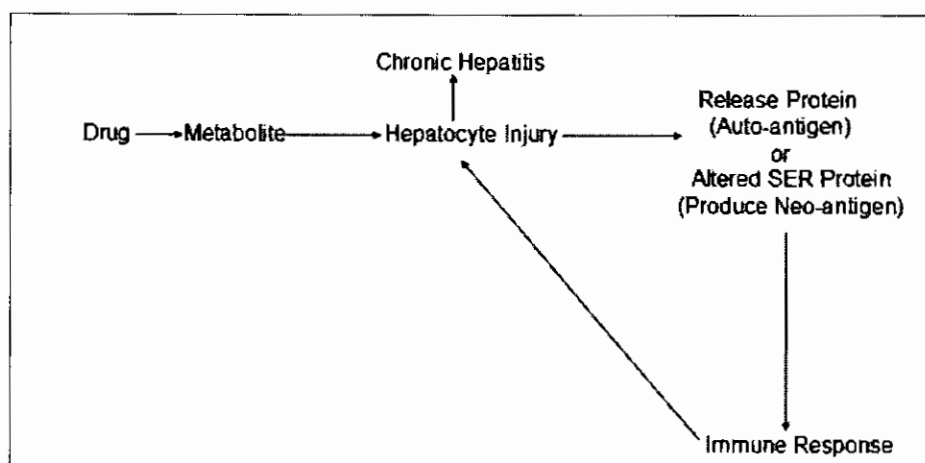 Chronic Hepatitis
Drug
Metabolite
Hepatocyte Injury
Release Protein
(Auto-antigen)
or
Altered SER Protein
(Produce Neo-antigen)
Immune Response